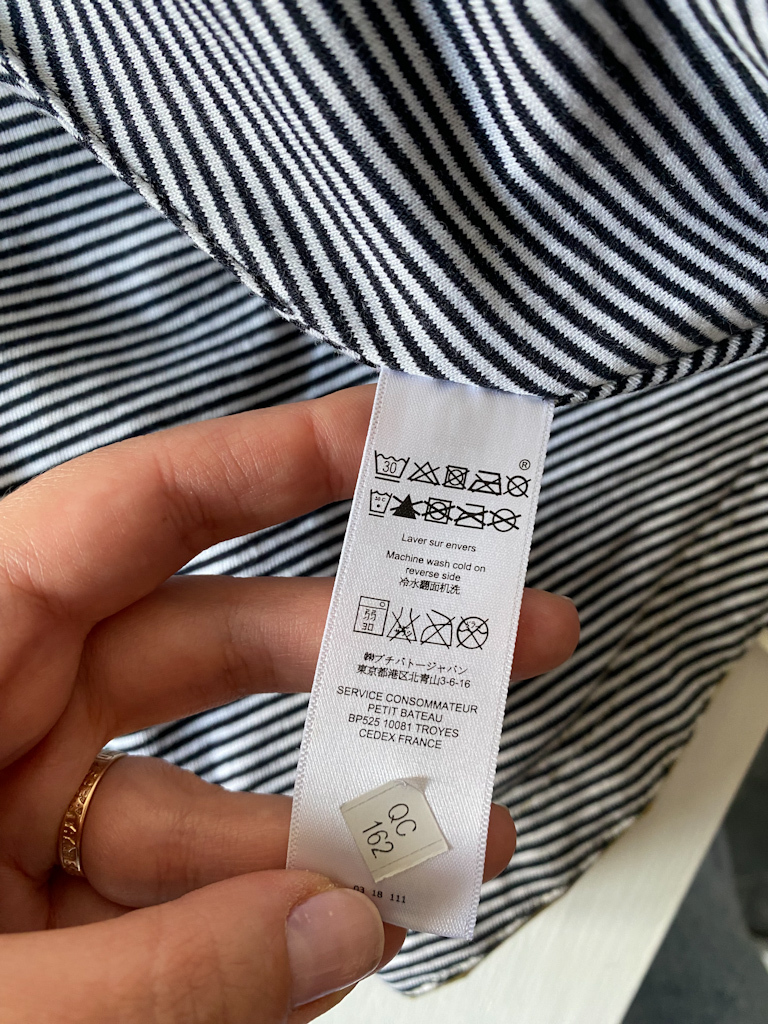 ®
30
30 C
Laver sur envers
Machine wash cold on
reverse side
冷水翻面机洗
30
㈱プチバトージャパン
東京都港区北青山3-6-16
SERVICE CONSOMMATEUR
PETIT BATEAU
BP525 10081 TROYES
CEDEX FRANCE
QC
162
03 18 111